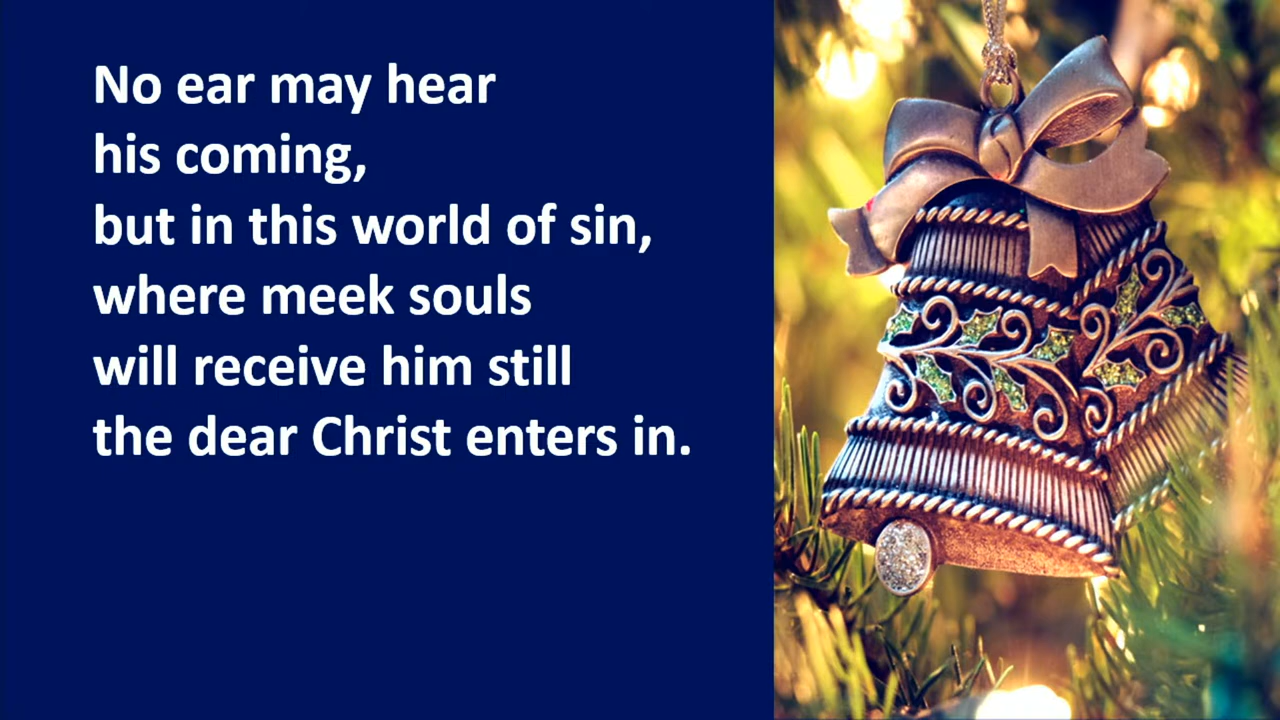 No ear may hear
his coming,
but in this world of sin,
where meek souls
will receive him still
the dear Christ enters in.